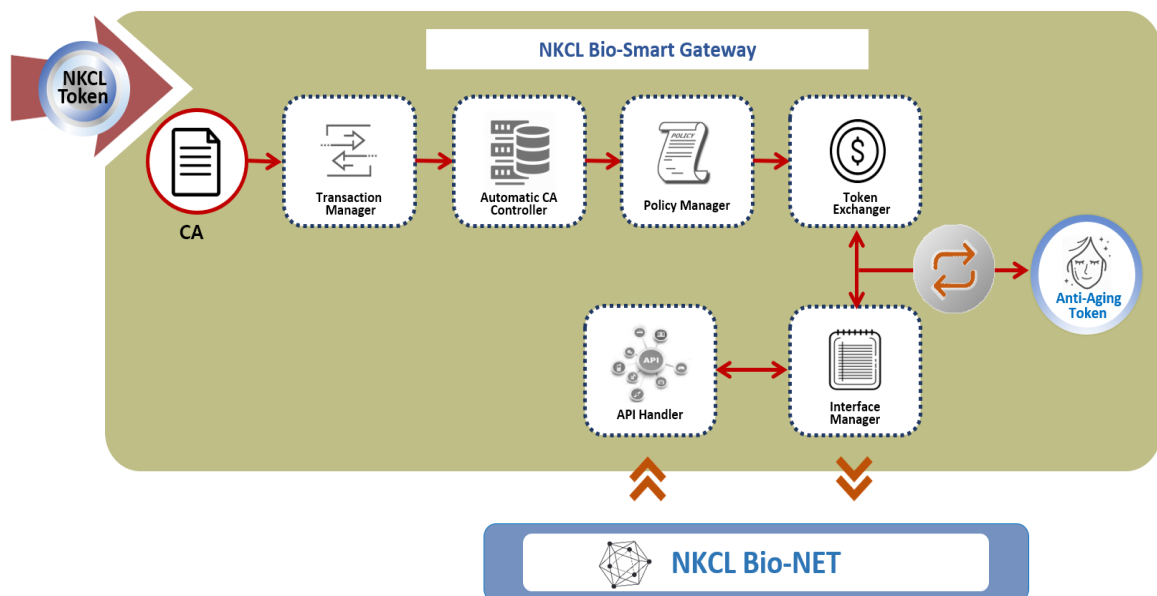 NKCL Bio-Smart Gateway
NKCL
Token
CA
Transaction
Manager
Automatic CA
Controller
POLICY
Policy Manager
$
Token
Exchanger
Anti-Aging
Token
API
API Handler
Interface
Manager
NKCL Bio-NET